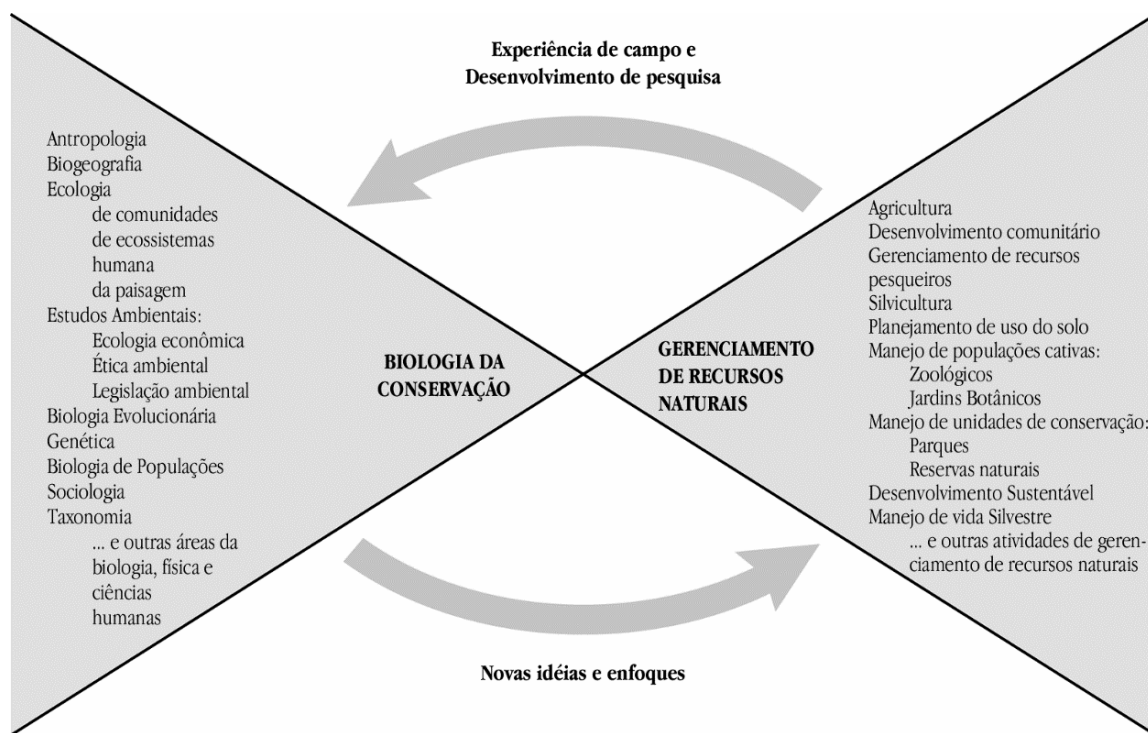 Experiência de campo e
Desenvolvimento de pesquisa
Antropologia
Biogeografia
Ecologia
de comunidades
de ecossistemas
humana
da paisagem
Estudos Ambientais:
Ecologia econômica
Ética ambiental
Legislação ambiental
Biologia Evolucionária
Genética
Biologia de Populações
Sociologia
Taxonomia
... e outras áreas da
biologia, física e
ciências
humanas
BIOLOGIA DA
CONSERVAÇÃO
GERENCIAMENTO
DE RECURSOS
NATURAIS
Agricultura
Desenvolvimento comunitário
Gerenciamento de recursos
pesqueiros
Silvicultura
Planejamento de uso do solo
Manejo de populações cativas:
Zoológicos
Jardins Botânicos
Manejo de unidades de conservação:
Parques
Reservas naturais
Desenvolvimento Sustentável
Manejo de vida Silvestre
... e outras atividades de geren-
ciamento de recursos naturais
Novas idéias e enfoques